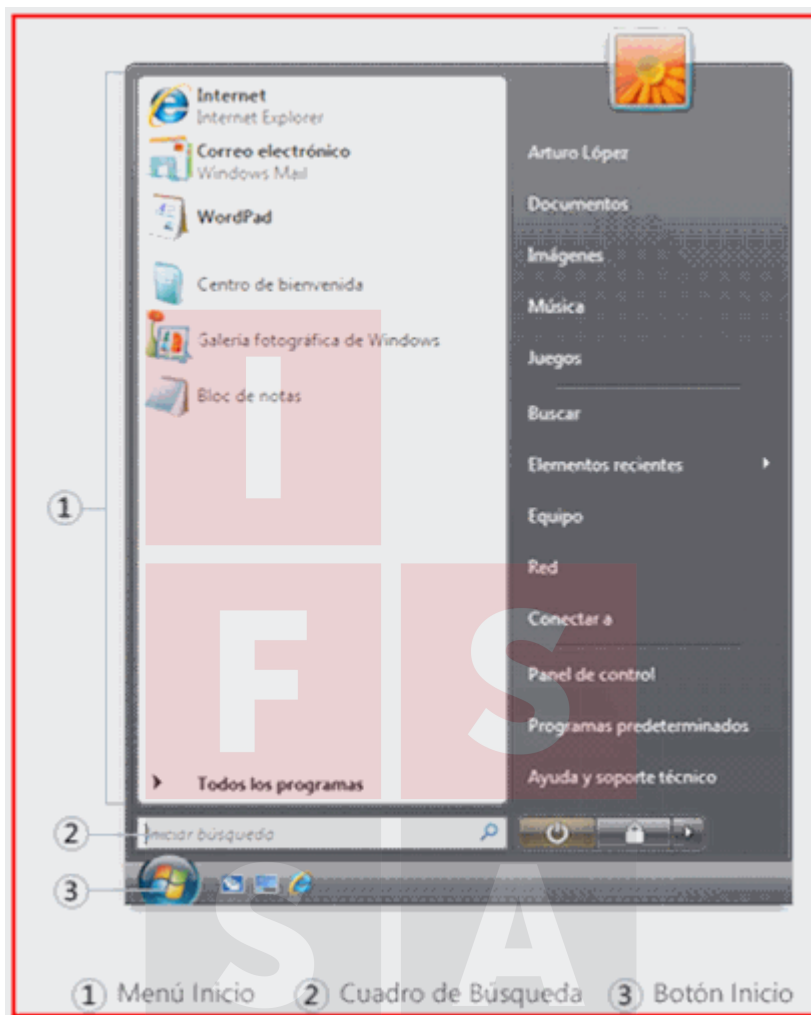 Internet
Internet Explorer
Correo electrónico
Windows Mail
WordPad
Centro de bienvenida
Galería fotográfica de Windows
Bloc de notas
Todos los programas
Iniciar búsqueda
Arturo López
Documentos
Imágenes
Música
Juegos
Buscar
Elementos recientes
Equipo
Red
Conectar a
Panel de control
Programas predeterminados
Ayuda y soporte técnico
1
2
3
I
F S
S A
1 Menú Inicio 2 Cuadro de Búsqueda 3 Botón Inicio